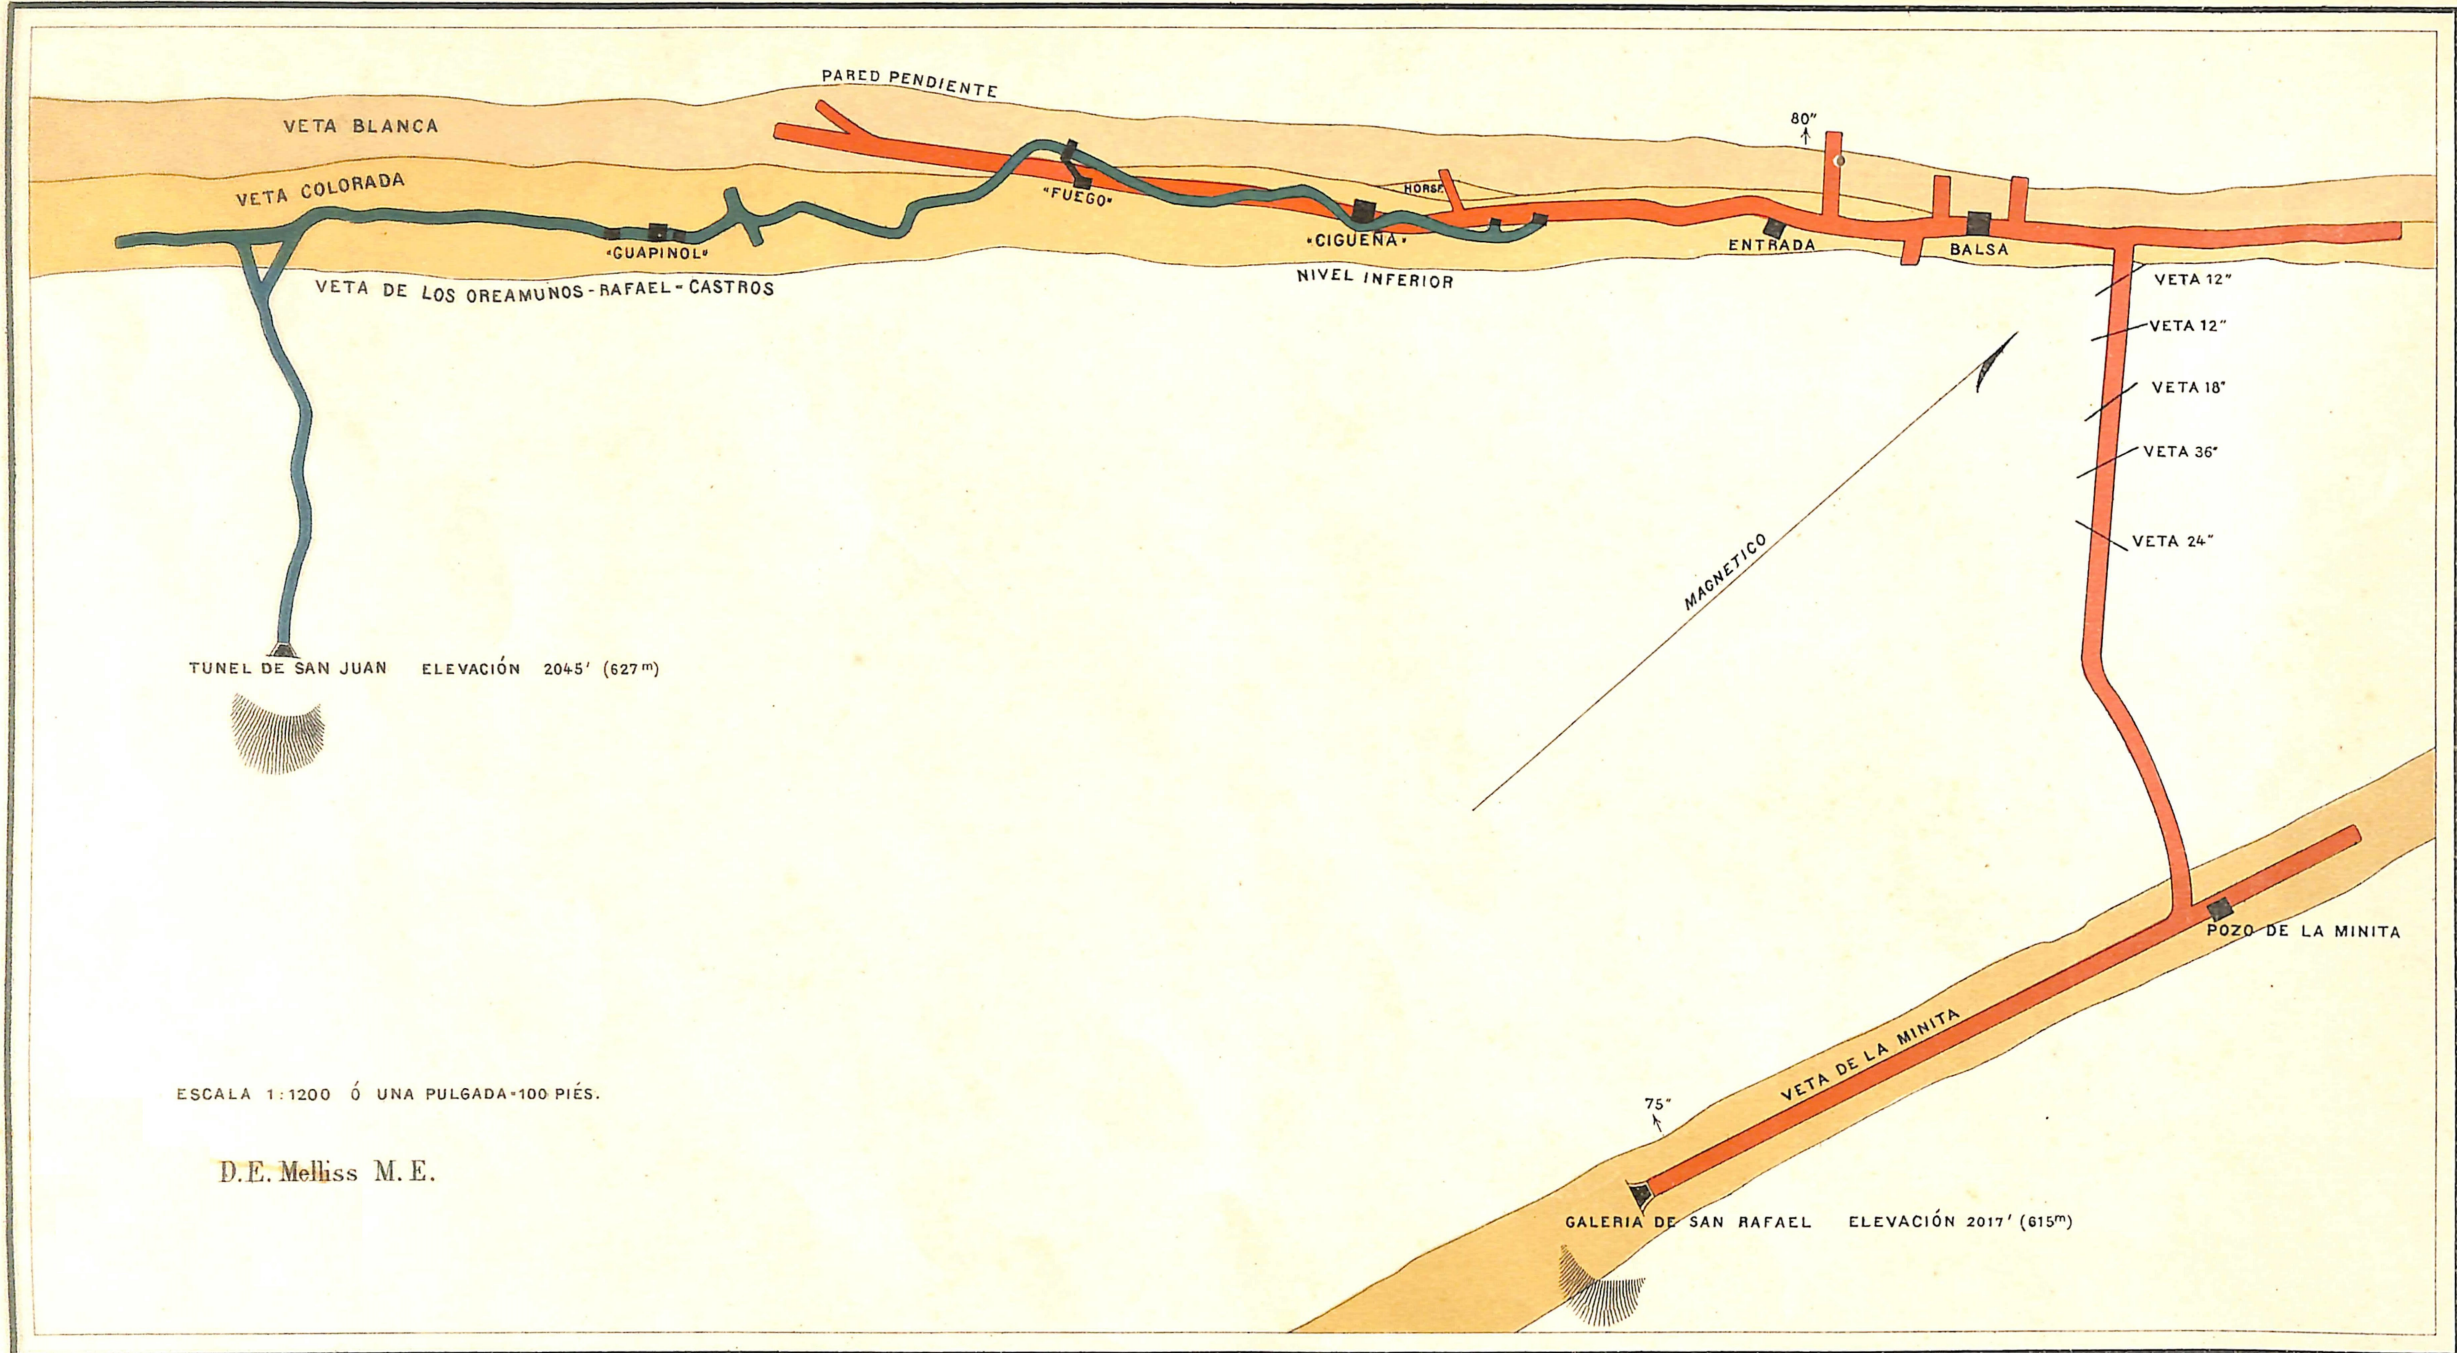 PARED PENDIENTE
VETA BLANCA
80"
VETA COLORADA
HORSE
"FUEGO"
"GUAPINOL"
"CIGUEÑA"
ENTRADA
BALSA
VETA DE LOS OREAMUNOS-RAFAEL-CASTROS
NIVEL INFERIOR
VETA 12"
VETA 12"
VETA 18"
VETA 36"
VETA 24"
MAGNETICO
TUNEL DE SAN JUAN ELEVACIÓN 2045' (627 m)
POZO DE LA MINITA
VETA DE LA MINITA
ESCALA 1:1200 Ó UNA PULGADA=100 PIÉS.
75"
D.E. Melliss M.E.
GALERIA DE SAN RAFAEL ELEVACIÓN 2017' (615m)